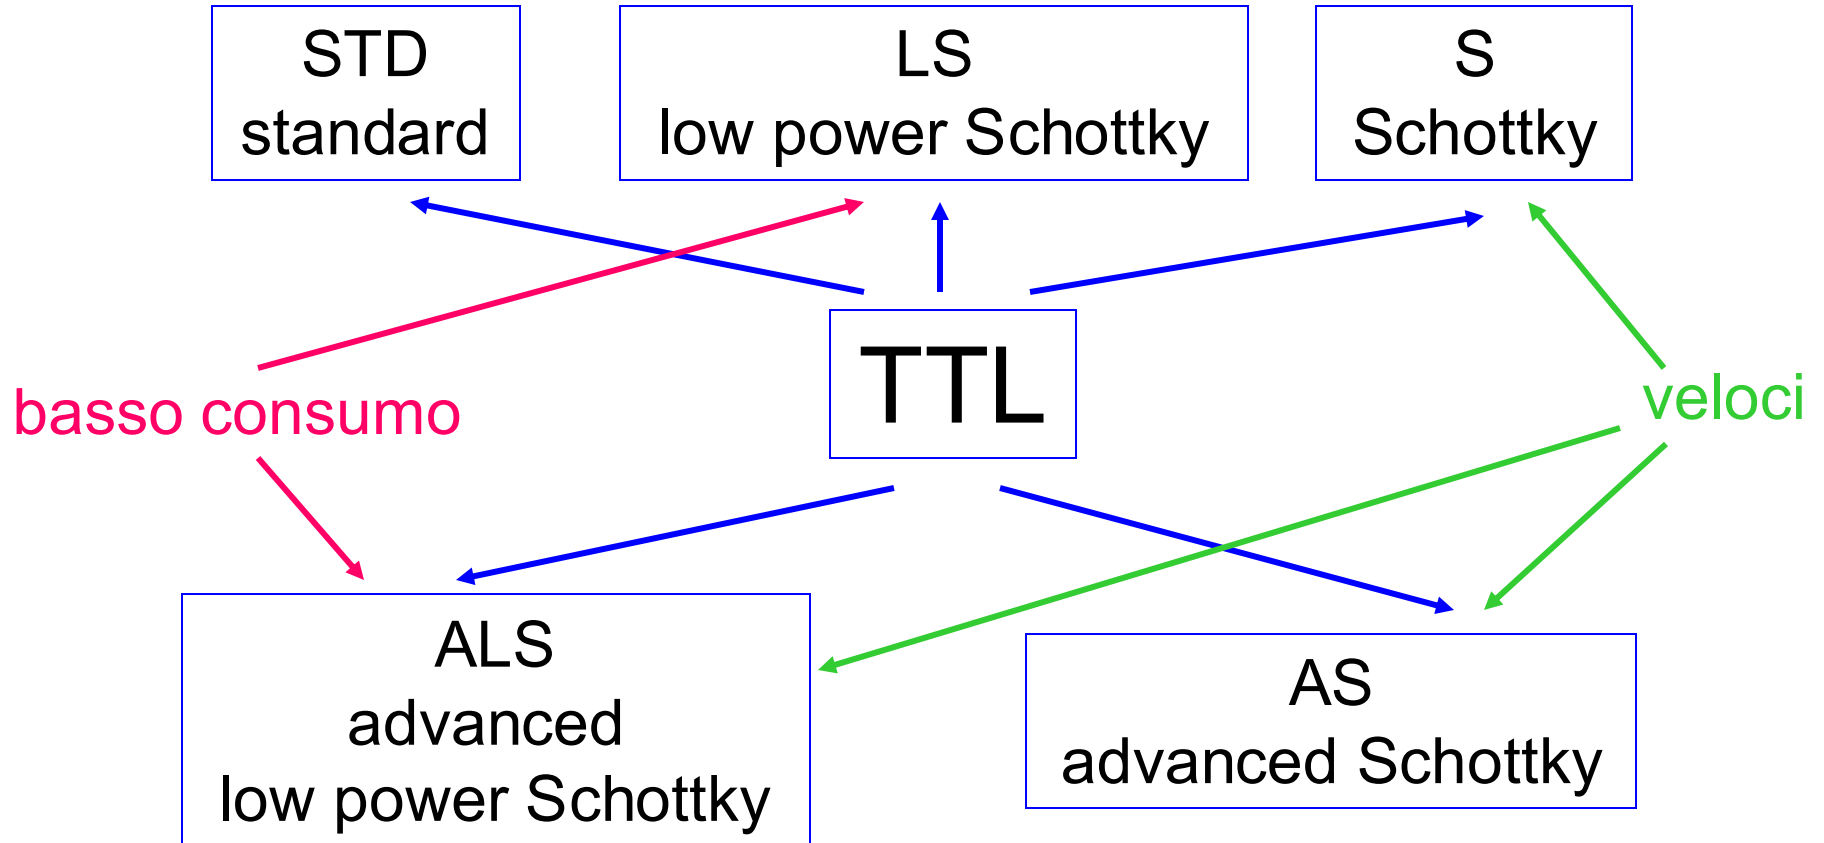 STD
standard
LS
low power Schottky
S
Schottky
TTL
basso consumo
veloci
ALS
advanced
low power Schottky
AS
advanced Schottky